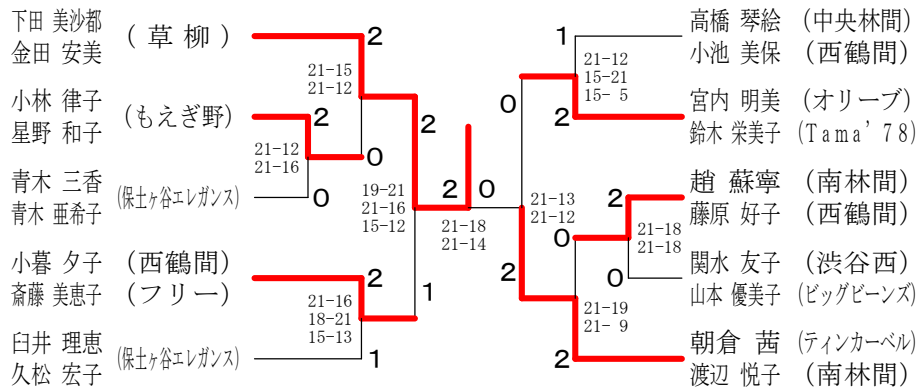 下田 美沙都
金田 安美
(草 柳)
2
21-15
21-12
小林 律子
星野 和子
(もえぎ野)
2
21-12
21-16
0
青木 三香
青木 亜希子
(保土ヶ谷エレガンス)
0
2
19-21
21-16
15-12
小暮 夕子 (西鶴間)
斎藤 美恵子 (フリー)
2
21-16
18-21
15-13
1
臼井 理恵
久松 宏子
(保土ヶ谷エレガンス)
1
2 0
21-18
21-14
1
高橋 琴絵 (中央林間)
小池 美保 (西鶴間)
21-12
15-21
15- 5
0
2
宮内 明美 (オリーブ)
鈴木 栄美子 (Tama'78)
21-13
21-12
2
趙 蘇寧 (南林間)
藤原 好子 (西鶴間)
0
21-18
21-18
0
関水 友子 (渋谷西)
山本 優美子 (ビッグビーンズ)
2
21-19
21- 9
2
朝倉 茜 (ティンカーベル)
渡辺 悦子 (南林間)